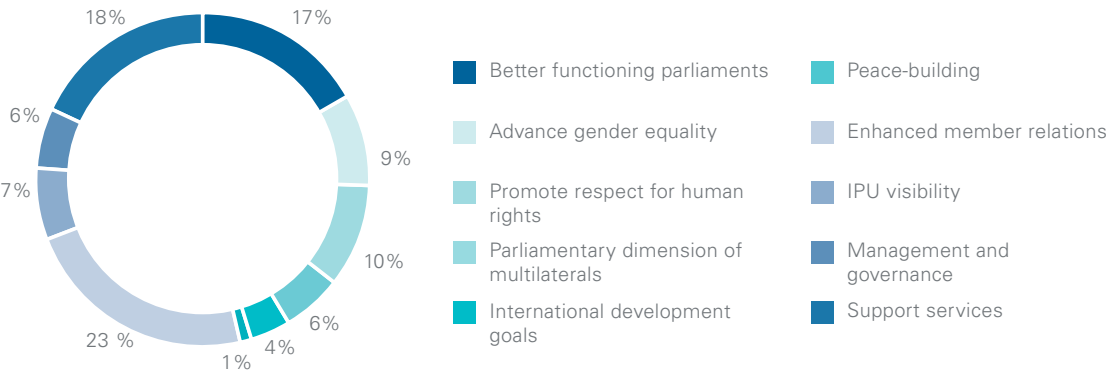 18%
17%
6%
9%
7%
10%
23 %
6%
4%
1%
Better functioning parliaments
Advance gender equality
Promote respect for human
rights
Parliamentary dimension of
multilaterals
International development
goals
Peace-building
Enhanced member relations
IPU visibility
Management and
governance
Support services